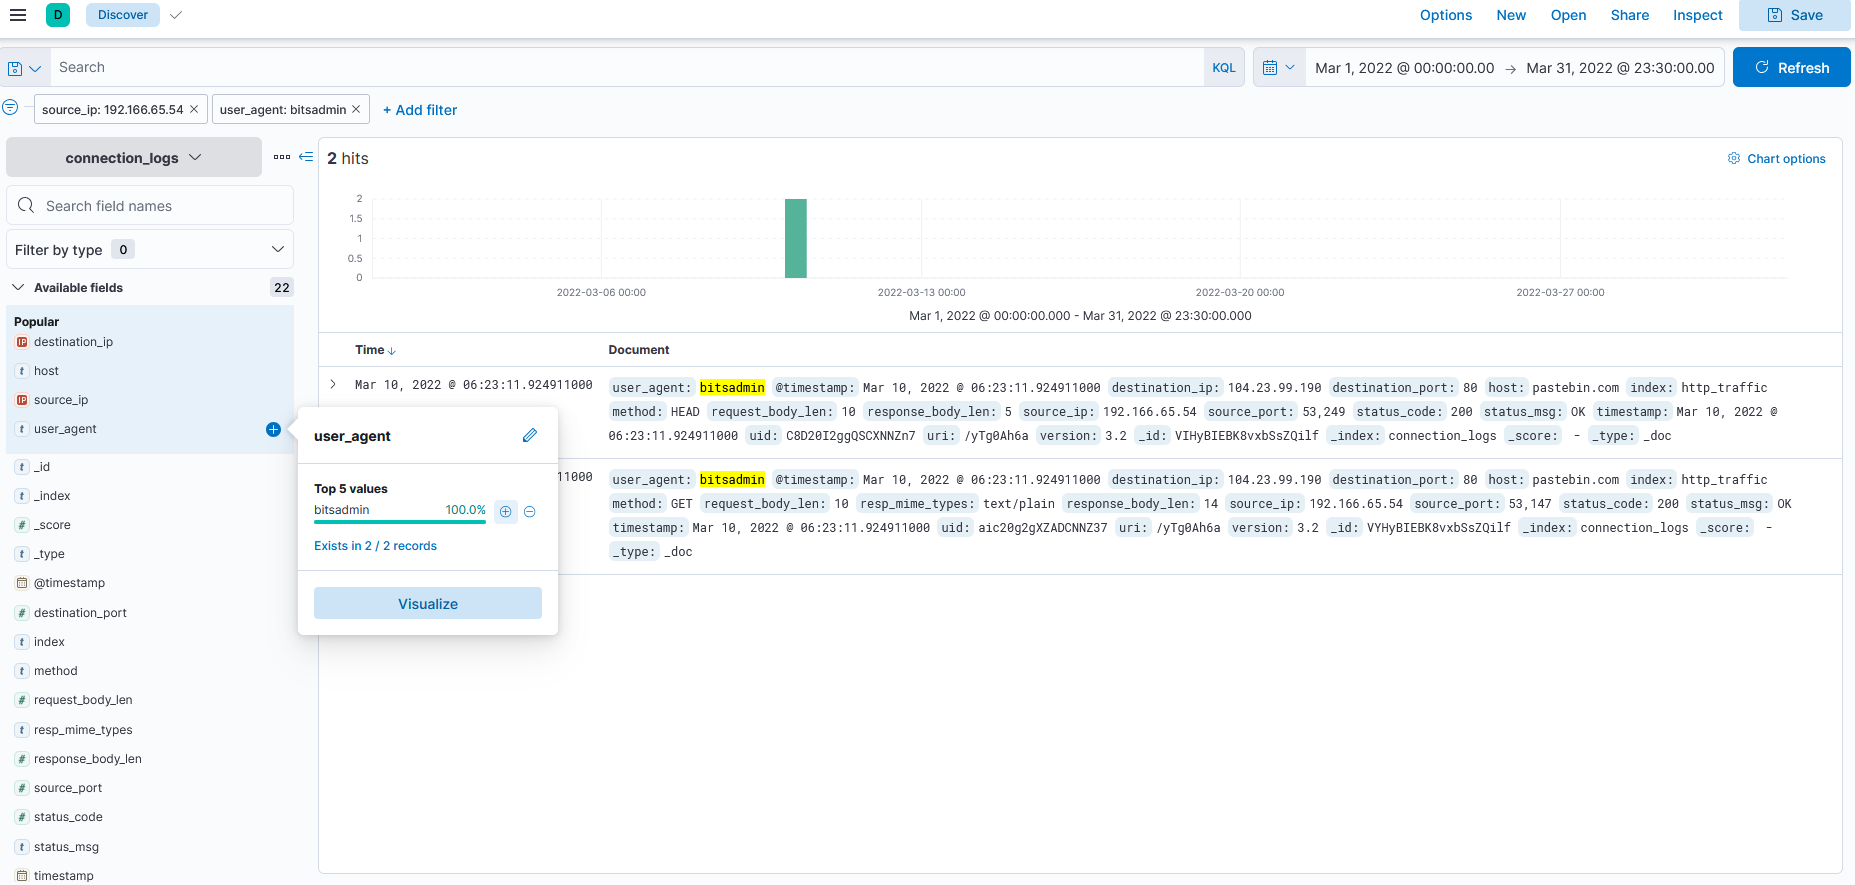 D Discover Options New Open Share Inspect Save
Search KQL Mar 1, 2022 @ 00:00:00.00 → Mar 31, 2022 @ 23:30:00.00 Refresh
source_ip: 192.166.65.54 × user_agent: bitsadmin × + Add filter
connection_logs
Search field names
Filter by type 0
Available fields 22
Popular
destination_ip
host
source_ip
user_agent
_id
_index
_score
_type
@timestamp
destination_port
index
method
request_body_len
resp_mime_types
response_body_len
source_port
status_code
status_msg
timestamp
2 hits Chart options
2
1.5
1
0.5
0
2022-03-06 00:00 2022-03-13 00:00 2022-03-20 00:00 2022-03-27 00:00
Mar 1, 2022 @ 00:00:00.000 - Mar 31, 2022 @ 23:30:00.000
Time ↓ Document
Mar 10, 2022 @ 06:23:11.924911000 user_agent: bitsadmin @timestamp: Mar 10, 2022 @ 06:23:11.924911000 destination_ip: 104.23.99.190 destination_port: 80 host: pastebin.com index: http_traffic
method: HEAD request_body_len: 10 response_body_len: 5 source_ip: 192.166.65.54 source_port: 53,249 status_code: 200 status_msg: OK timestamp: Mar 10, 2022 @
06:23:11.924911000 uid: C8D20I2ggQSCXNNZn7 uri: /yTg0Ah6a version: 3.2 _id: VIHyBIEBK8vxbSsZQilf _index: connection_logs _score: - _type: _doc
11000 user_agent: bitsadmin @timestamp: Mar 10, 2022 @ 06:23:11.924911000 destination_ip: 104.23.99.190 destination_port: 80 host: pastebin.com index: http_traffic
method: GET request_body_len: 10 resp_mime_types: text/plain response_body_len: 14 source_ip: 192.166.65.54 source_port: 53,147 status_code: 200 status_msg: OK
timestamp: Mar 10, 2022 @ 06:23:11.924911000 uid: aic20g2gXZADCNNZ37 uri: /yTg0Ah6a version: 3.2 _id: VYHyBIEBK8vxbSsZQilf _index: connection_logs _score: -
_type: _doc
user_agent
Top 5 values
bitsadmin 100.0%
Exists in 2 / 2 records
Visualize